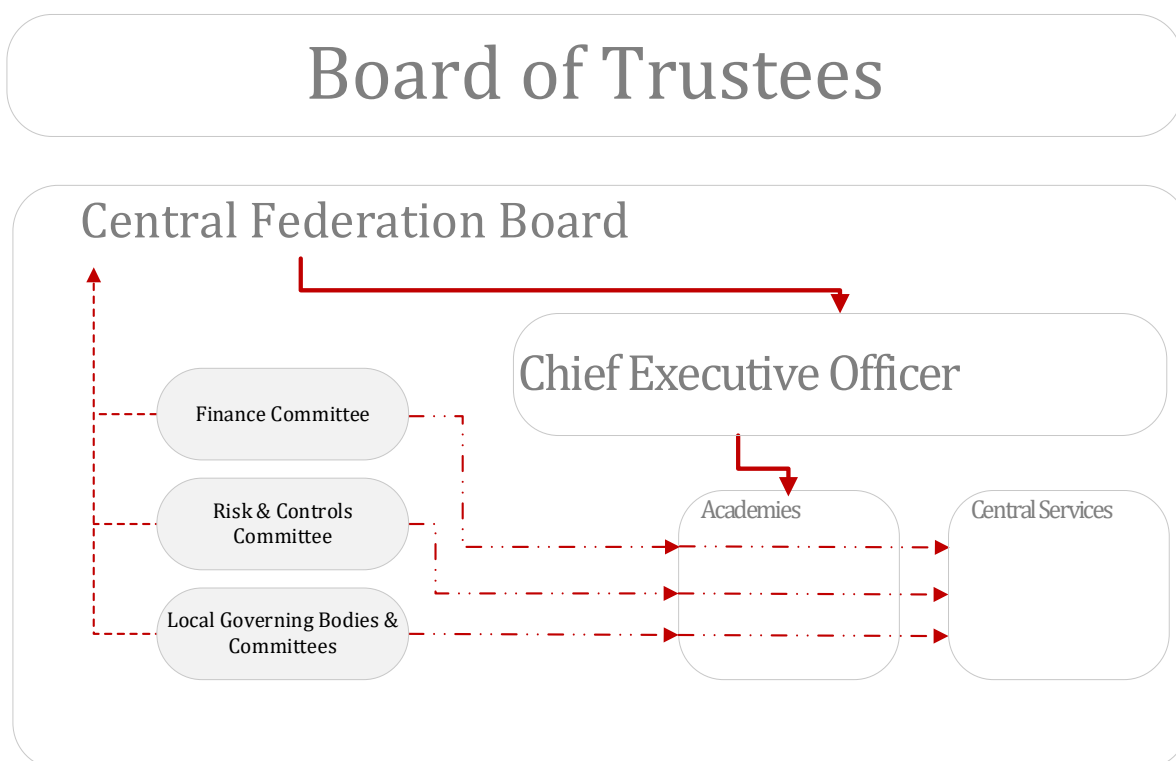 Board of Trustees
Central Federation Board
Chief Executive Officer
Finance Committee
Risk & Controls
Committee
Local Governing Bodies &
Committees
Academies
Central Services